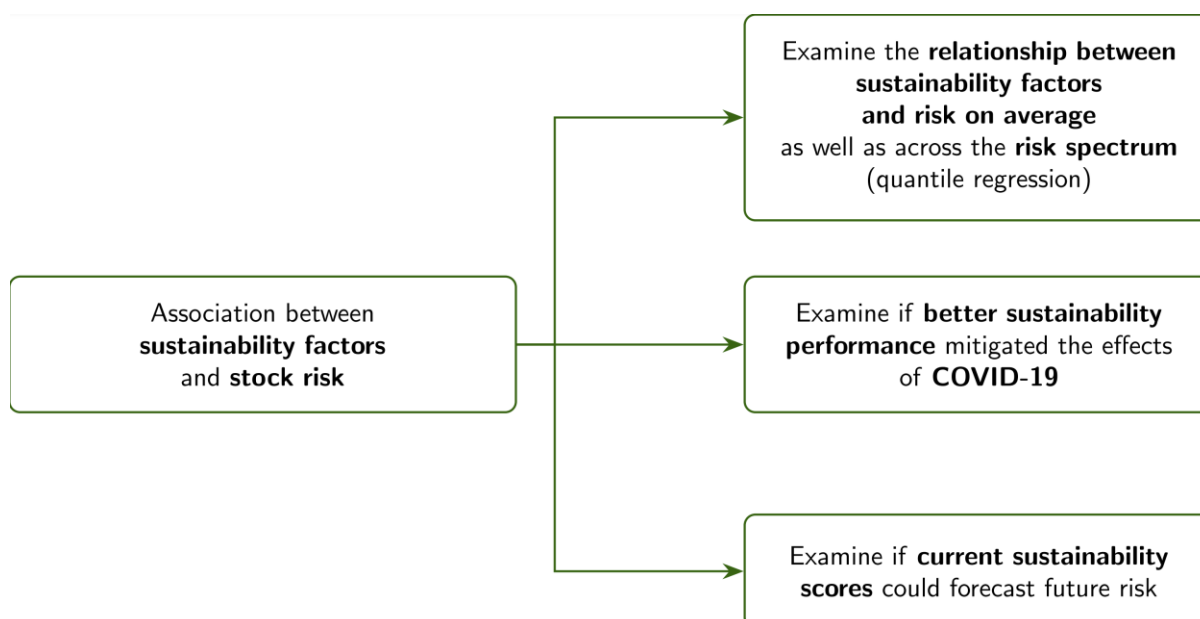 Examine the relationship between
sustainability factors
and risk on average
as well as across the risk spectrum
(quantile regression)
Association between
sustainability factors
and stock risk
Examine if better sustainability
performance mitigated the effects
of COVID-19
Examine if current sustainability
scores could forecast future risk